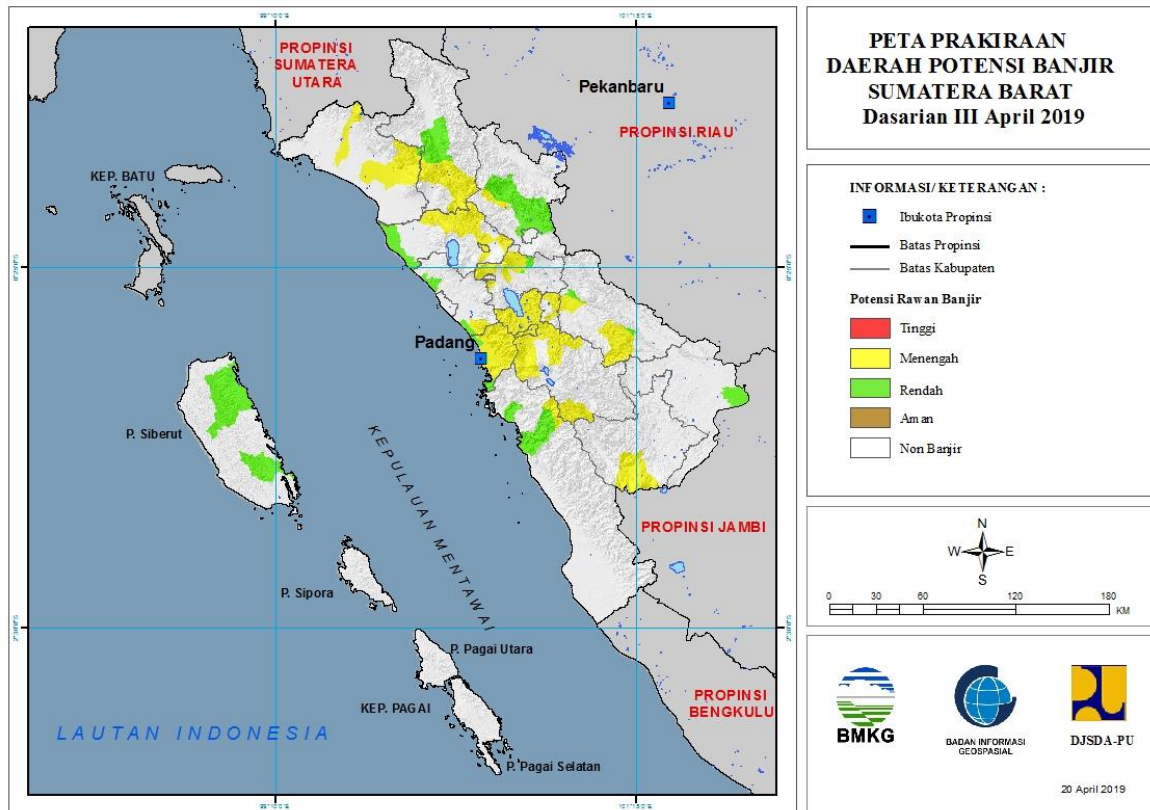 PETA PRAKIRAAN
DAERAH POTENSI BANJIR
SUMATERA BARAT
Dasarian III April 2019
INFORMASI/ KETERANGAN :
Ibukota Propinsi
Batas Propinsi
Batas Kabupaten
Potensi Rawan Banjir
Tinggi
Menengah
Rendah
Aman
Non Banjir
N
W E
S
0 30 60 120 180
KM
BMKG
BADAN INFORMASI
GEOSPASIAL
DJSDA-PU
20 April 2019
PROPINSI
SUMATERA
UTARA
Pekanbaru
PROPINSI RIAU
KEP. BATU
Padang
P. Siberut
KEPULAUAN MENTAWAI
PROPINSI JAMBI
P. Sipora
P. Pagai Utara
KEP. PAGAI
PROPINSI
BENGKULU
LAUTAN INDONESIA
P. Pagai Selatan